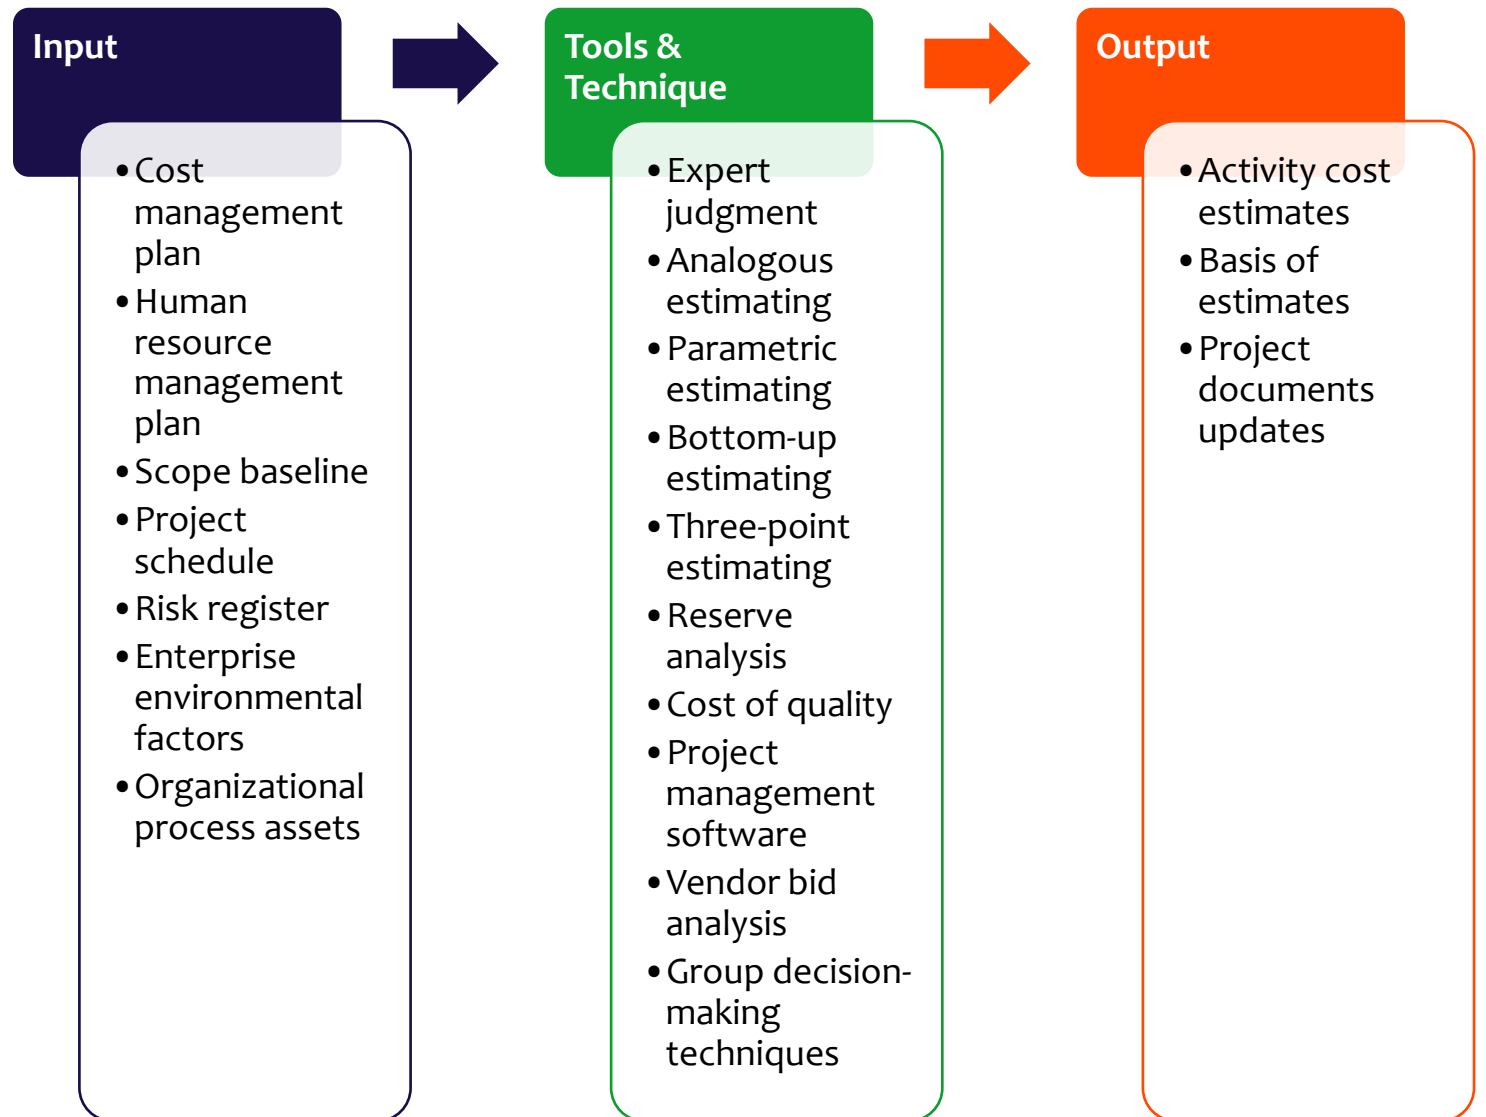 Input
•Cost
management
plan
•Human
resource
management
plan
•Scope baseline
•Project
schedule
•Risk register
•Enterprise
environmental
factors
•Organizational
process assets
Tools &
Technique
•Expert
judgment
•Analogous
estimating
•Parametric
estimating
•Bottom-up
estimating
•Three-point
estimating
•Reserve
analysis
•Cost of quality
•Project
management
software
•Vendor bid
analysis
•Group decision-
making
techniques
Output
•Activity cost
estimates
•Basis of
estimates
•Project
documents
updates